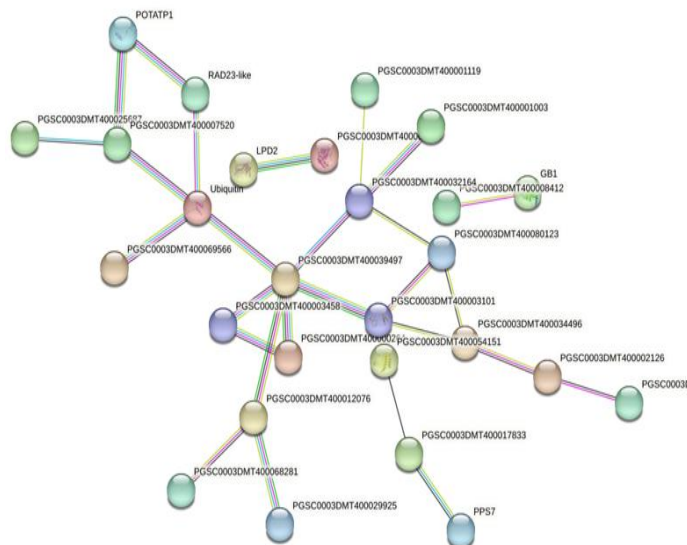 POTATP1
RAD23-like
PGSC0003DMT400001119
PGSC0003DMT400001003
PGSC0003DMT400007520
LPD2
GB1
PGSC0003DMT400032164
PGSC0003DMT400008412
Ubiquitin
PGSC0003DMT400080123
PGSC0003DMT400069566
PGSC0003DMT400039497
PGSC0003DMT400003101
PGSC0003DMT400003458
PGSC0003DMT400034496
PGSC0003DMT400054151
PGSC0003DMT400002126
PGSC0003D
PGSC0003DMT400012076
PGSC0003DMT400017833
PGSC0003DMT400068281
PGSC0003DMT400029925
PPS7